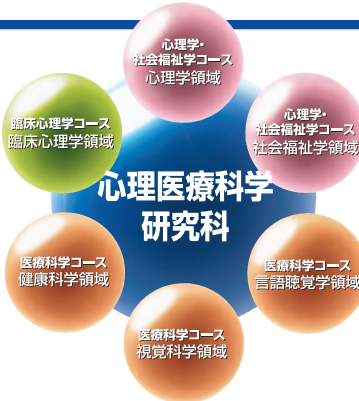 心理学・
社会福祉学コース
心理学領域
臨床心理学コース
臨床心理学領域
心理学・
社会福祉学コース
社会福祉学領域
心理医療科学
研究科
医療科学コース
健康科学領域
医療科学コース
言語聴覚学領域
医療科学コース
視覚科学領域